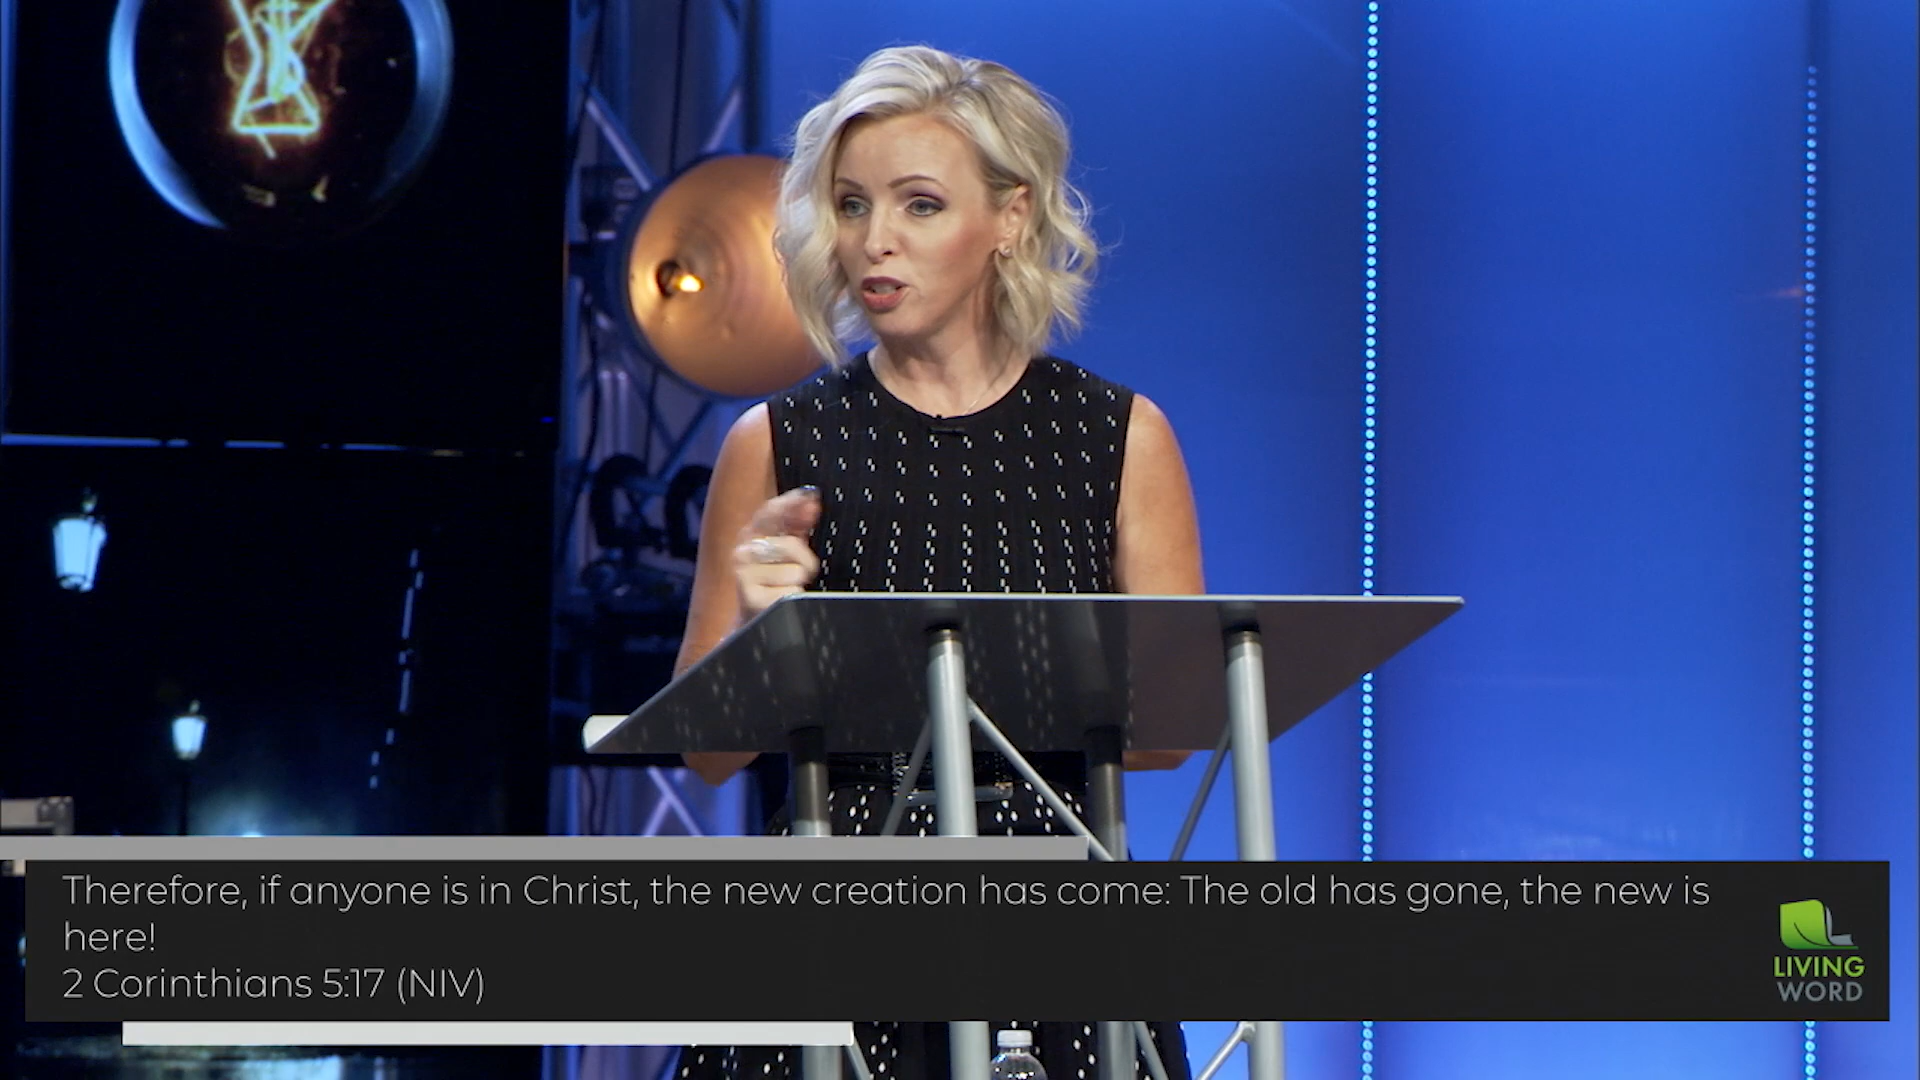 Therefore, if anyone is in Christ, the new creation has come: The old has gone, the new is
here!
2 Corinthians 5:17 (NIV)
LIVING
WORD